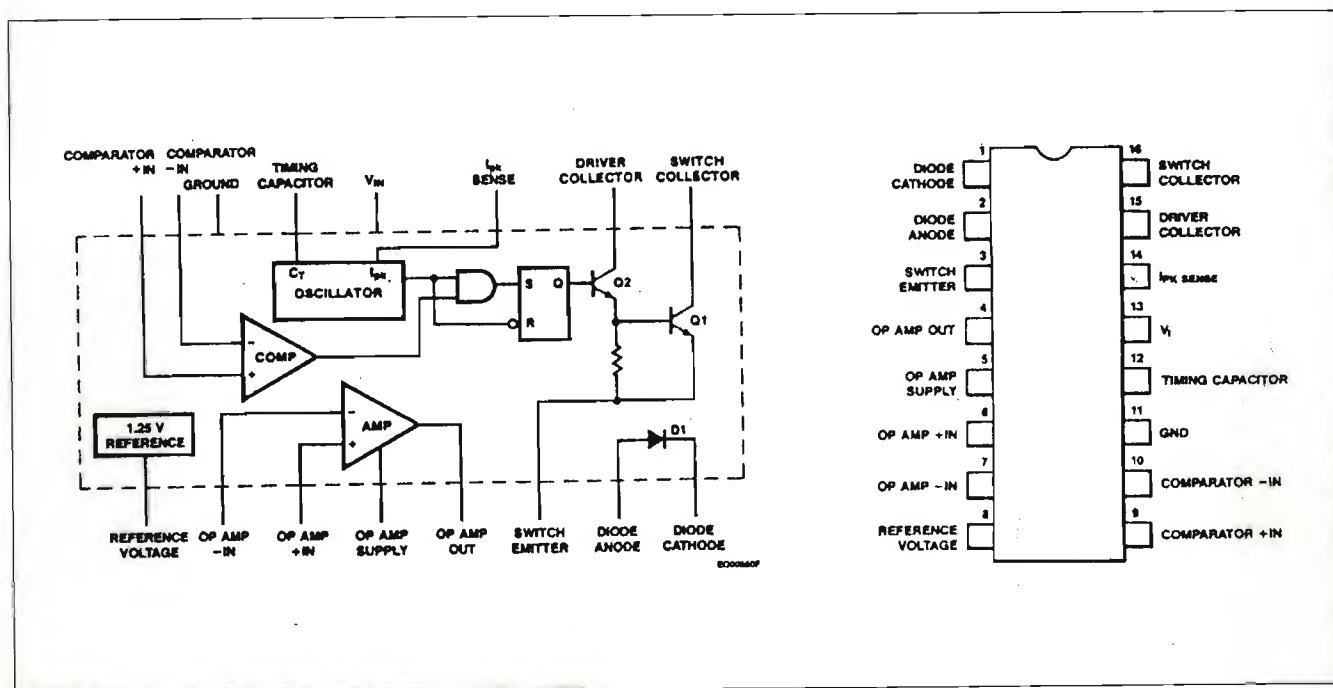 COMPARATOR
+ IN
COMPARATOR
- IN
GROUND
TIMING
CAPACITOR
VIN
Ipk
SENSE
DRIVER
COLLECTOR
SWITCH
COLLECTOR
CT
Ipk
OSCILLATOR
S
Q
R
Q2
Q1
-
COMP
+
1.25 V
REFERENCE
-
AMP
+
D1
REFERENCE
VOLTAGE
OP AMP
-IN
OP AMP
+IN
OP AMP
SUPPLY
OP AMP
OUT
SWITCH
EMITTER
DIODE
ANODE
DIODE
CATHODE
1
DIODE
CATHODE
2
DIODE
ANODE
3
SWITCH
EMITTER
4
OP AMP OUT
5
OP AMP
SUPPLY
6
OP AMP +IN
7
OP AMP -IN
8
REFERENCE
VOLTAGE
16
SWITCH
COLLECTOR
15
DRIVER
COLLECTOR
14
IPK SENSE
13
VI
12
TIMING CAPACITOR
11
GND
10
COMPARATOR -IN
9
COMPARATOR +IN